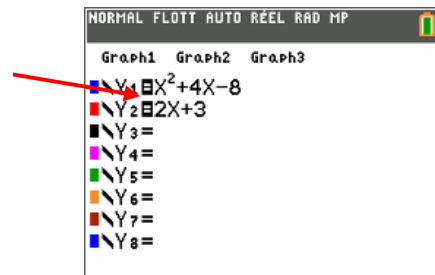 NORMAL FLOTT AUTO RÉEL RAD MP
Graph1 Graph2 Graph3
\Y₁=X²+4X−8
\Y₂=2X+3
\Y₃=
\Y₄=
\Y₅=
\Y₆=
\Y₇=
\Y₈=